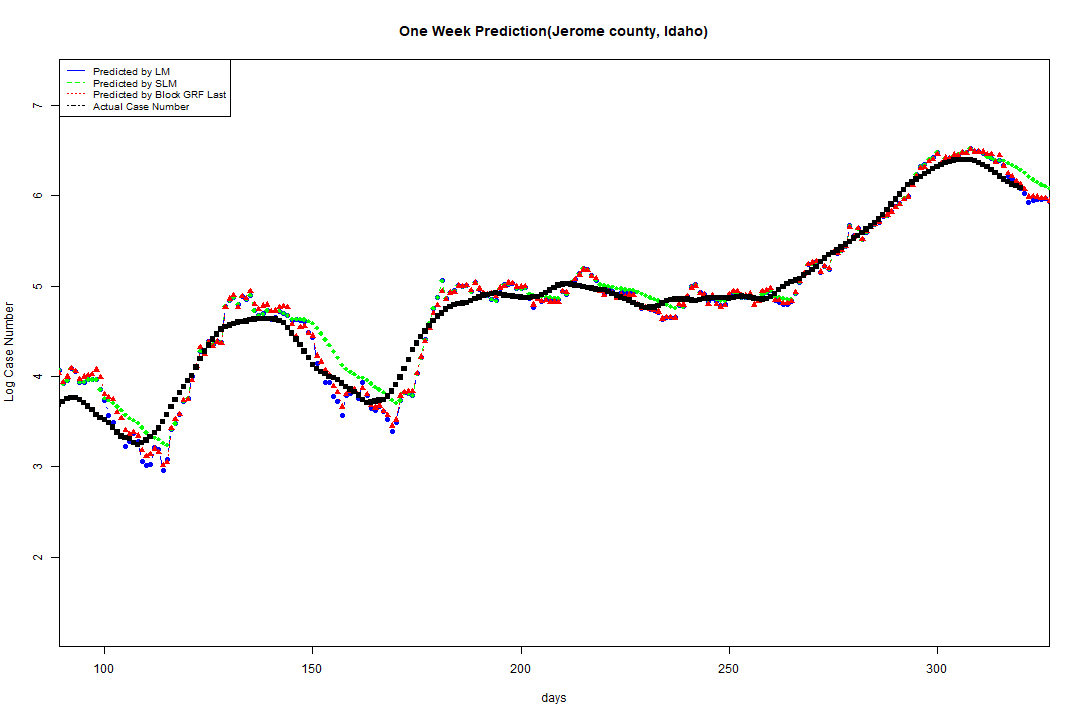 One Week Prediction(Jerome county, Idaho)
Predicted by LM
Predicted by SLM
Predicted by Block GRF Last
Actual Case Number
7
6
5
4
3
2
Log Case Number
100 150 200 250 300
days